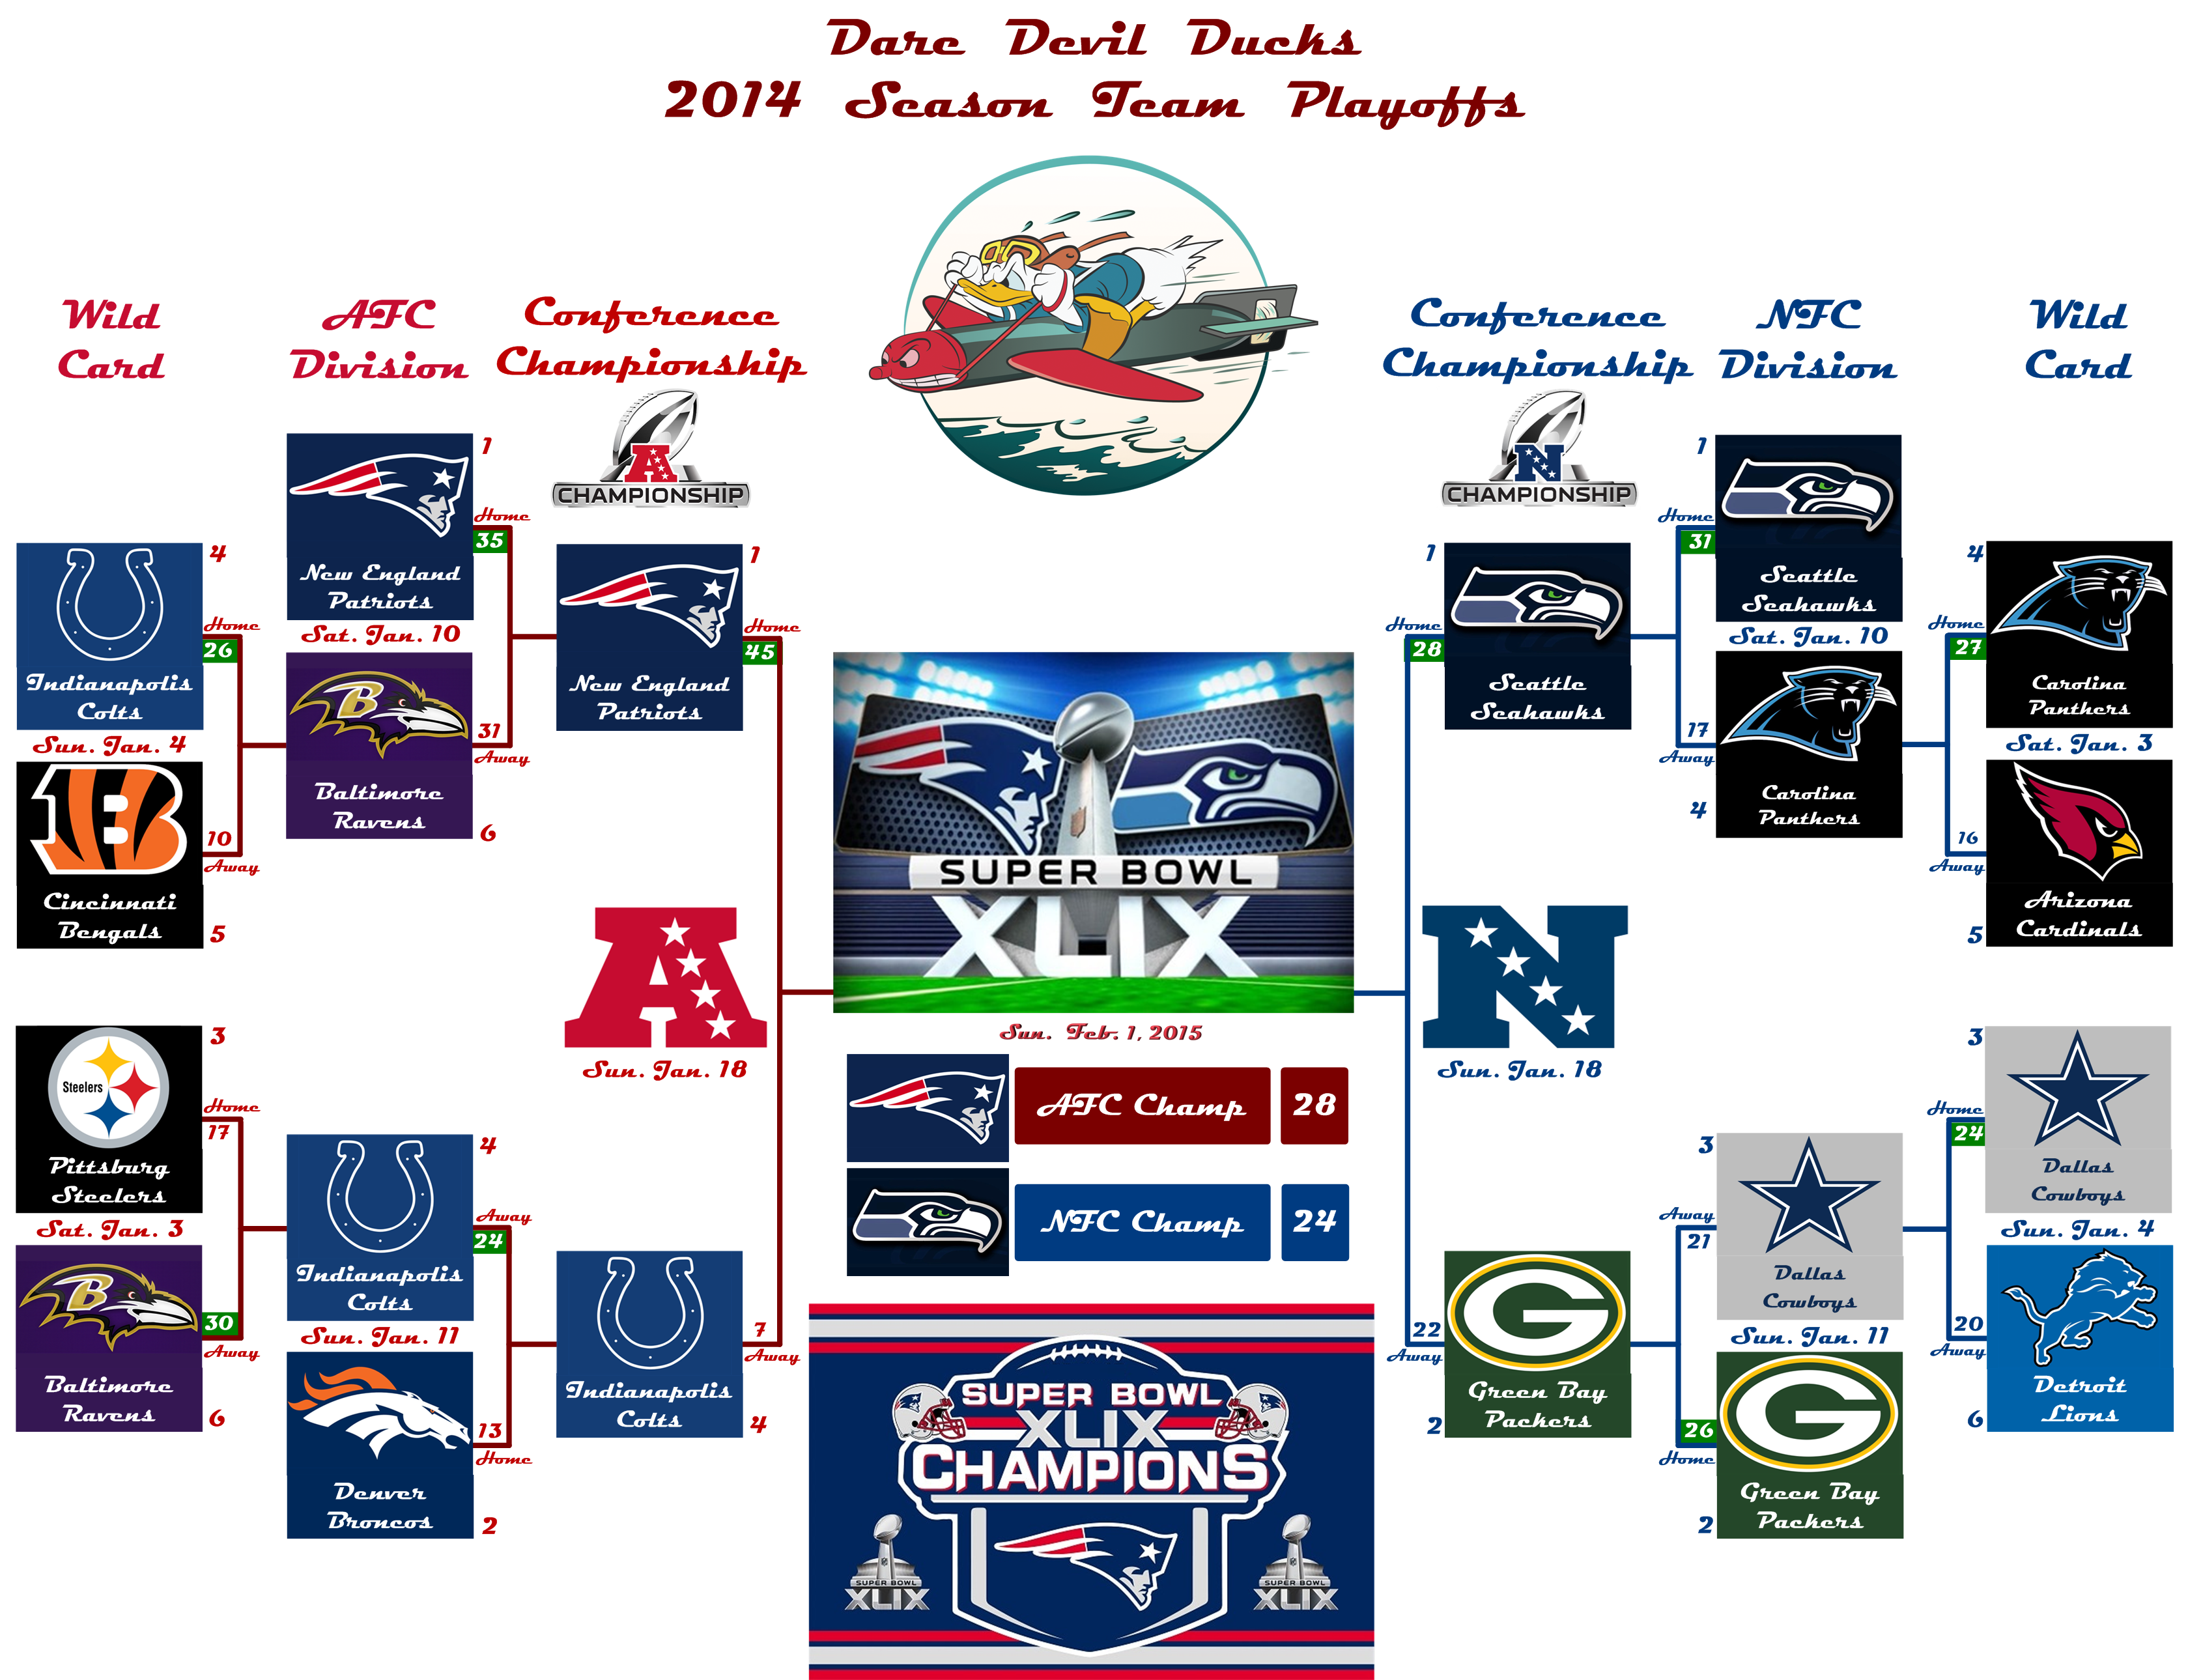 Dare Devil Ducks
2014 Season Team Playoffs
Wild
Card
AFC
Division
Conference
Championship
Conference
Championship
NFC
Division
Wild
Card
A
CHAMPIONSHIP
N
CHAMPIONSHIP
4
Home
26
Indianapolis
Colts
Sun. Jan. 4
B
10
Away
Cincinnati
Bengals
5
3
Steelers
Home
17
Pittsburg
Steelers
Sat. Jan. 3
B
30
Away
Baltimore
Ravens
6
1
Home
35
New England
Patriots
Sat. Jan. 10
B
31
Away
Baltimore
Ravens
6
4
Away
24
Indianapolis
Colts
Sun. Jan. 11
13
Home
Denver
Broncos
2
1
Home
45
New England
Patriots
A
Sun. Jan. 18
7
Away
Indianapolis
Colts
4
SUPER BOWL
XLIX
Sun. Feb. 1, 2015
AFC Champ 28
NFC Champ 24
SUPER BOWL
XLIX
CHAMPIONS
SUPER BOWL
XLIX
SUPER BOWL
XLIX
1
Home
28
Seattle
Seahawks
N
Sun. Jan. 18
22
Away
G
Green Bay
Packers
2
1
Home
31
Seattle
Seahawks
Sat. Jan. 10
17
Away
Carolina
Panthers
4
3
Away
21
Dallas
Cowboys
Sun. Jan. 11
G
26
Home
Green Bay
Packers
2
4
Home
27
Carolina
Panthers
Sat. Jan. 3
16
Away
Arizona
Cardinals
5
3
Home
24
Dallas
Cowboys
Sun. Jan. 4
20
Away
Detroit
Lions
6